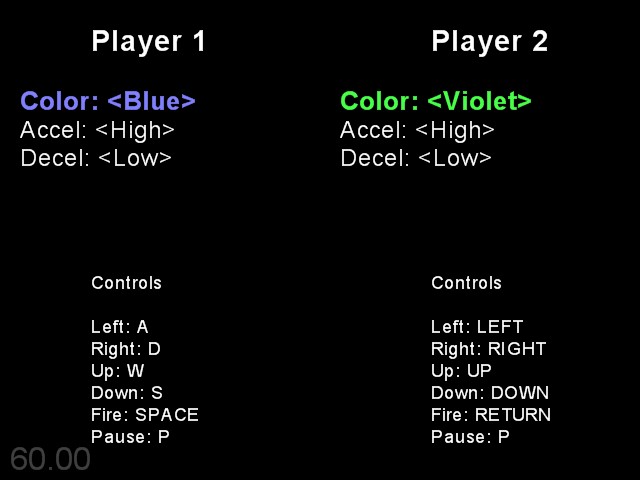 Player 1
Color: <Blue>
Accel: <High>
Decel: <Low>
Controls
Left: A
Right: D
Up: W
Down: S
Fire: SPACE
Pause: P
Player 2
Color: <Violet>
Accel: <High>
Decel: <Low>
Controls
Left: LEFT
Right: RIGHT
Up: UP
Down: DOWN
Fire: RETURN
Pause: P
60.00